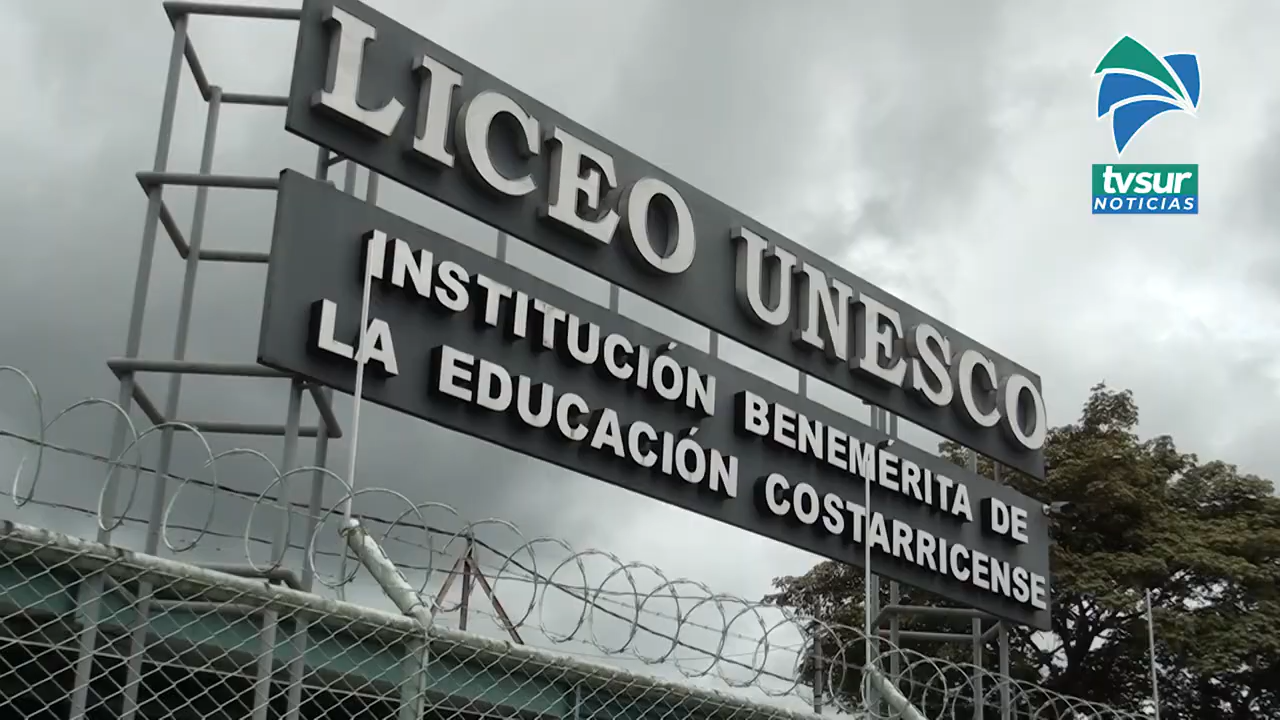 LICEO UNESCO
INSTITUCIÓN BENEMÉRITA DE
LA EDUCACIÓN COSTARRICENSE
tvsur
NOTICIAS